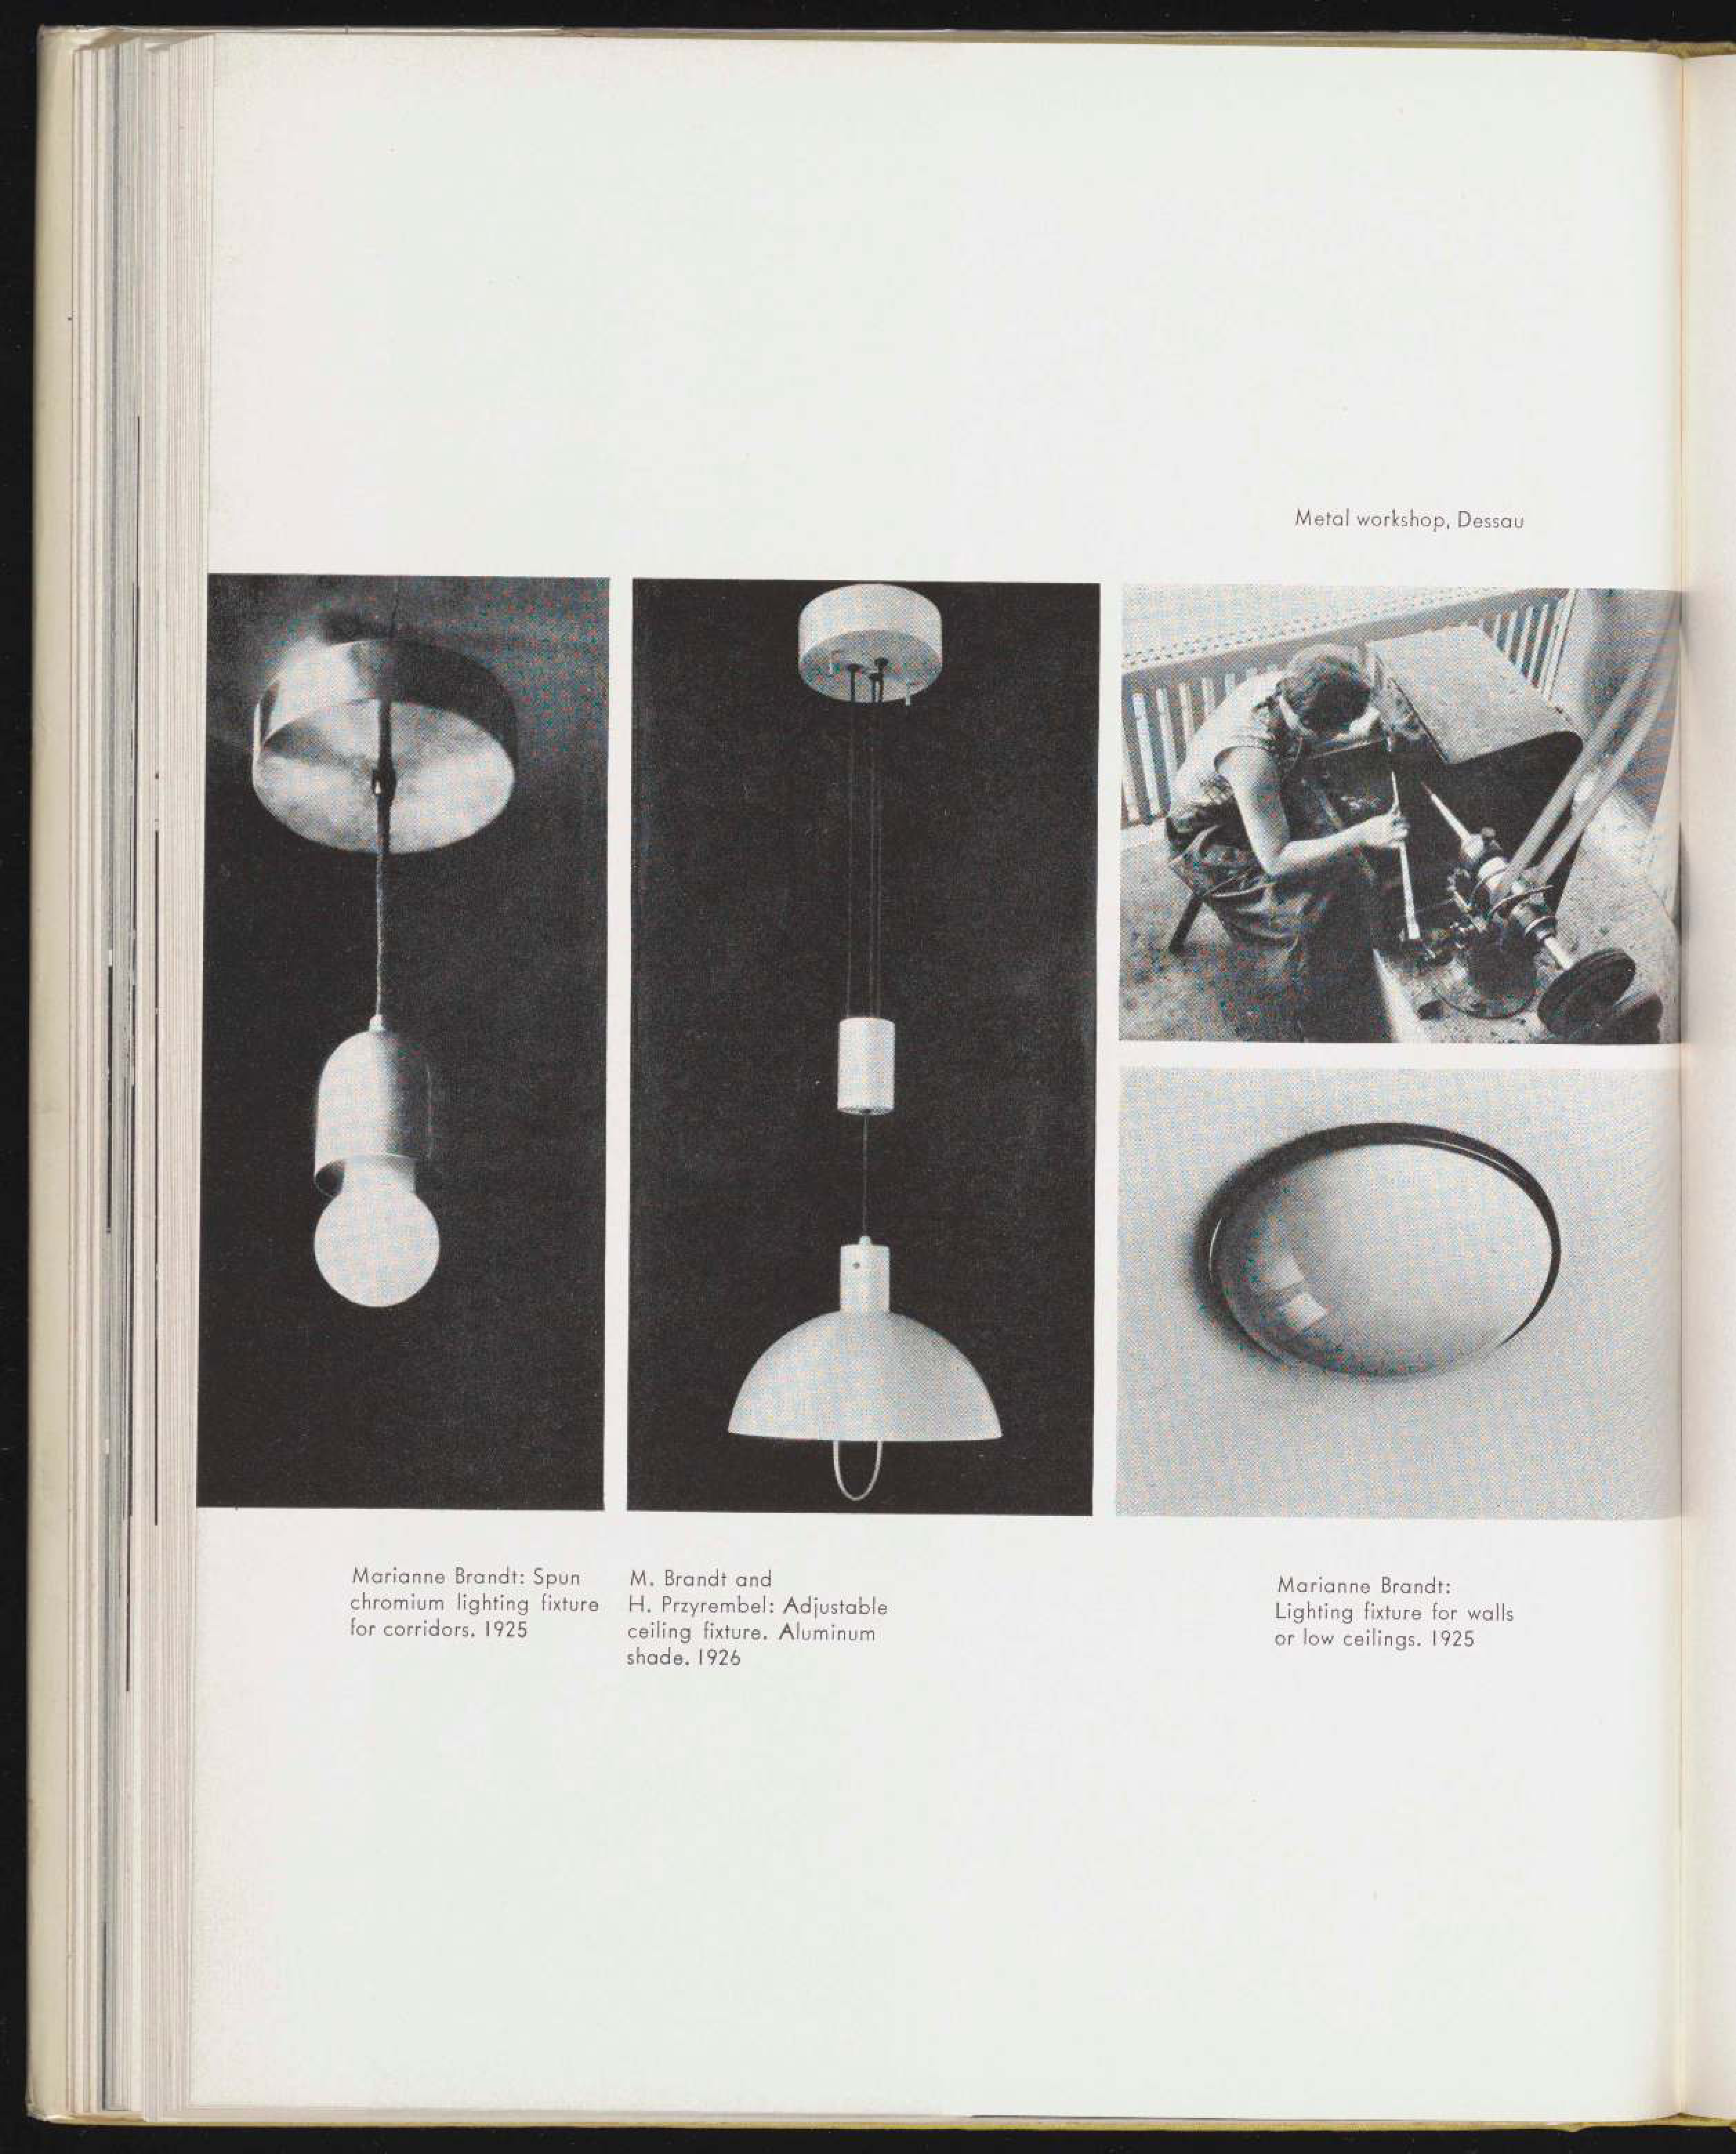 Metal workshop, Dessau
Marianne Brandt: Spun
chromium lighting fixture
for corridors. 1925
M. Brandt and
H. Przyrembel: Adjustable
ceiling fixture. Aluminum
shade. 1926
Marianne Brandt:
Lighting fixture for walls
or low ceilings. 1925